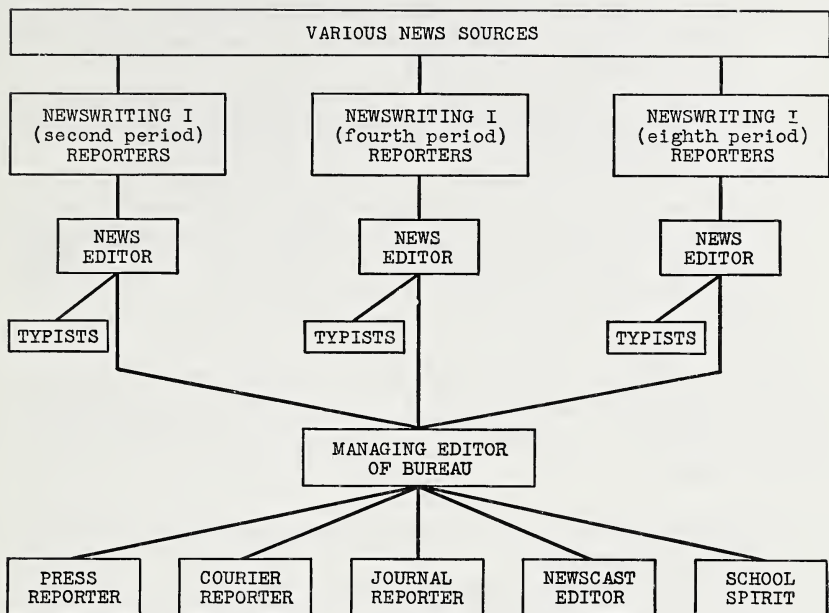 VARIOUS NEWS SOURCES
NEWSWRITING I
(second period)
REPORTERS
NEWSWRITING I
(fourth period)
REPORTERS
NEWSWRITING I
(eighth period)
REPORTERS
NEWS
EDITOR
NEWS
EDITOR
NEWS
EDITOR
TYPISTS
TYPISTS
TYPISTS
MANAGING EDITOR
OF BUREAU
PRESS
REPORTER
COURIER
REPORTER
JOURNAL
REPORTER
NEWSCAST
EDITOR
SCHOOL
SPIRIT